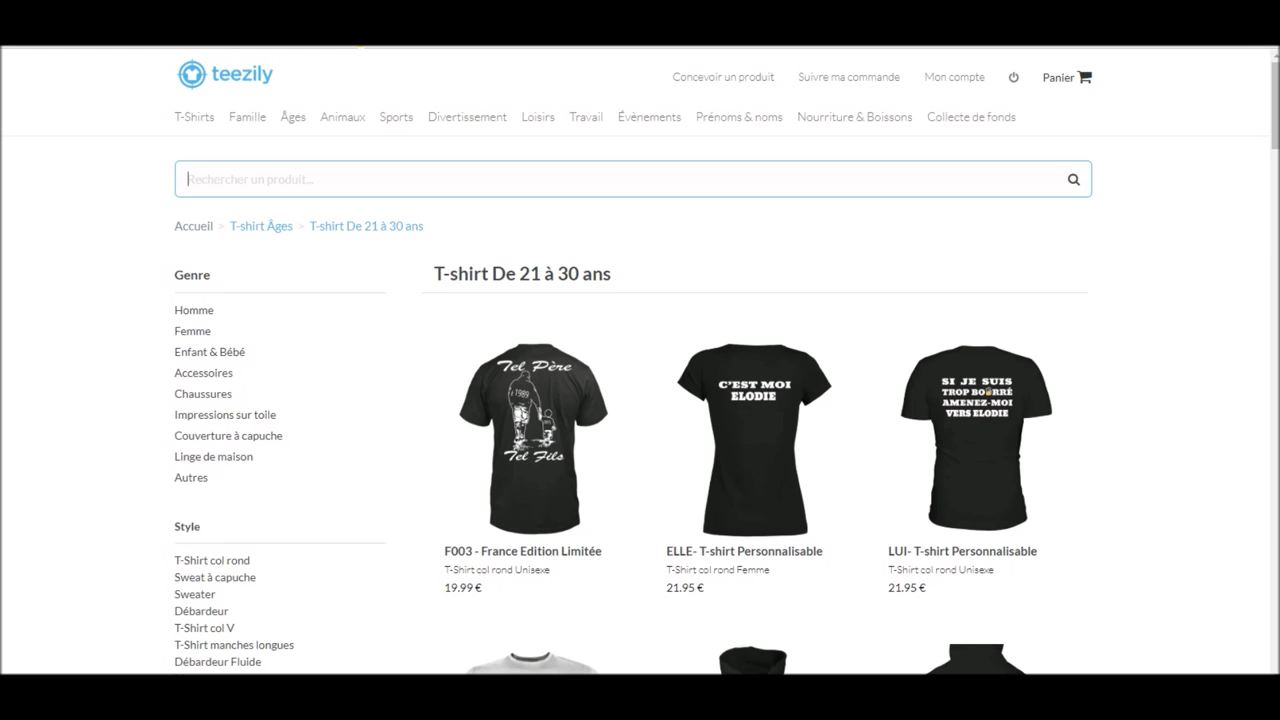 teezily
Concevoir un produit Suivre ma commande Mon compte Panier
T-Shirts Famille Âges Animaux Sports Divertissement Loisirs Travail Évènements Prénoms & noms Nourriture & Boissons Collecte de fonds
Rechercher un produit...
Accueil > T-shirt Âges > T-shirt De 21 à 30 ans
Genre
Homme
Femme
Enfant & Bébé
Accessoires
Chaussures
Impressions sur toile
Couverture à capuche
Linge de maison
Autres
Style
T-Shirt col rond
Sweat à capuche
Sweater
Débardeur
T-Shirt col V
T-Shirt manches longues
Débardeur Fluide
T-shirt De 21 à 30 ans
Tel Père
1989
Tel Fils
F003 - France Edition Limitée
T-Shirt col rond Unisexe
19.99 €
C'EST MOI
ELODIE
ELLE- T-shirt Personnalisable
T-Shirt col rond Femme
21.95 €
SI JE SUIS
TROP BOURRÉ
AMENEZ-MOI
VERS ELODIE
LUI- T-shirt Personnalisable
T-Shirt col rond Unisexe
21.95 €